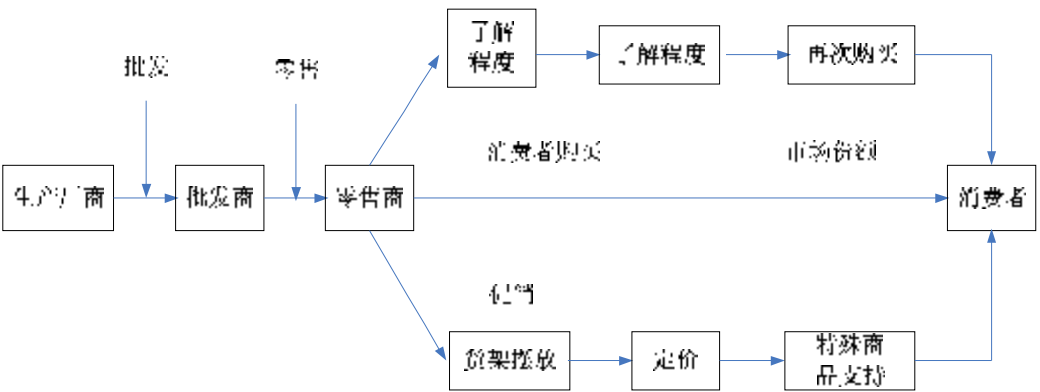 了解
程度
了解程度
再次购买
批发
零售
消费者购买
市场份额
生产厂商
批发商
零售商
消费者
促销
货架摆放
定价
特殊商
品支持